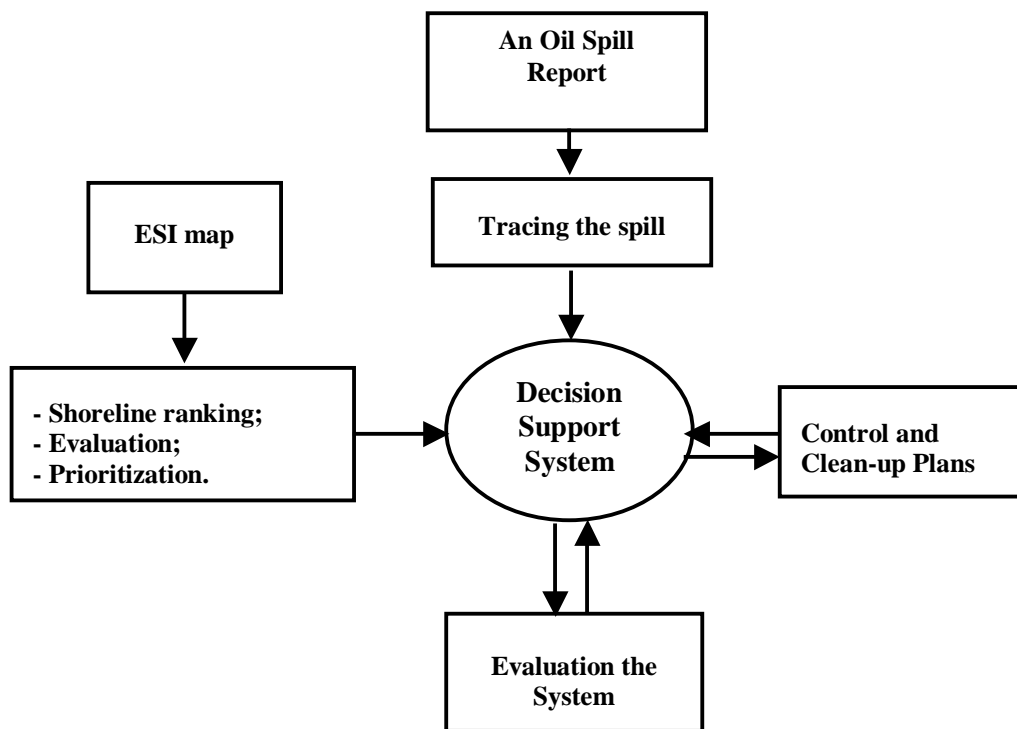 An Oil Spill
Report
Tracing the spill
ESI map
- Shoreline ranking;
- Evaluation;
- Prioritization.
Decision
Support
System
Control and
Clean-up Plans
Evaluation the
System